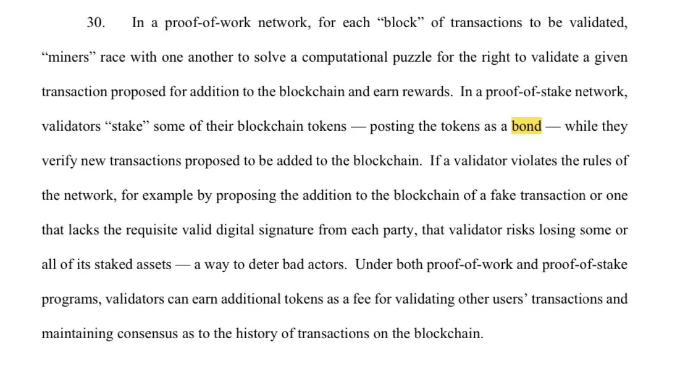 30. In a proof-of-work network, for each “block” of transactions to be validated,
“miners” race with one another to solve a computational puzzle for the right to validate a given
transaction proposed for addition to the blockchain and earn rewards. In a proof-of-stake network,
validators “stake” some of their blockchain tokens — posting the tokens as a bond — while they
verify new transactions proposed to be added to the blockchain. If a validator violates the rules of
the network, for example by proposing the addition to the blockchain of a fake transaction or one
that lacks the requisite valid digital signature from each party, that validator risks losing some or
all of its staked assets — a way to deter bad actors. Under both proof-of-work and proof-of-stake
programs, validators can earn additional tokens as a fee for validating other users’ transactions and
maintaining consensus as to the history of transactions on the blockchain.